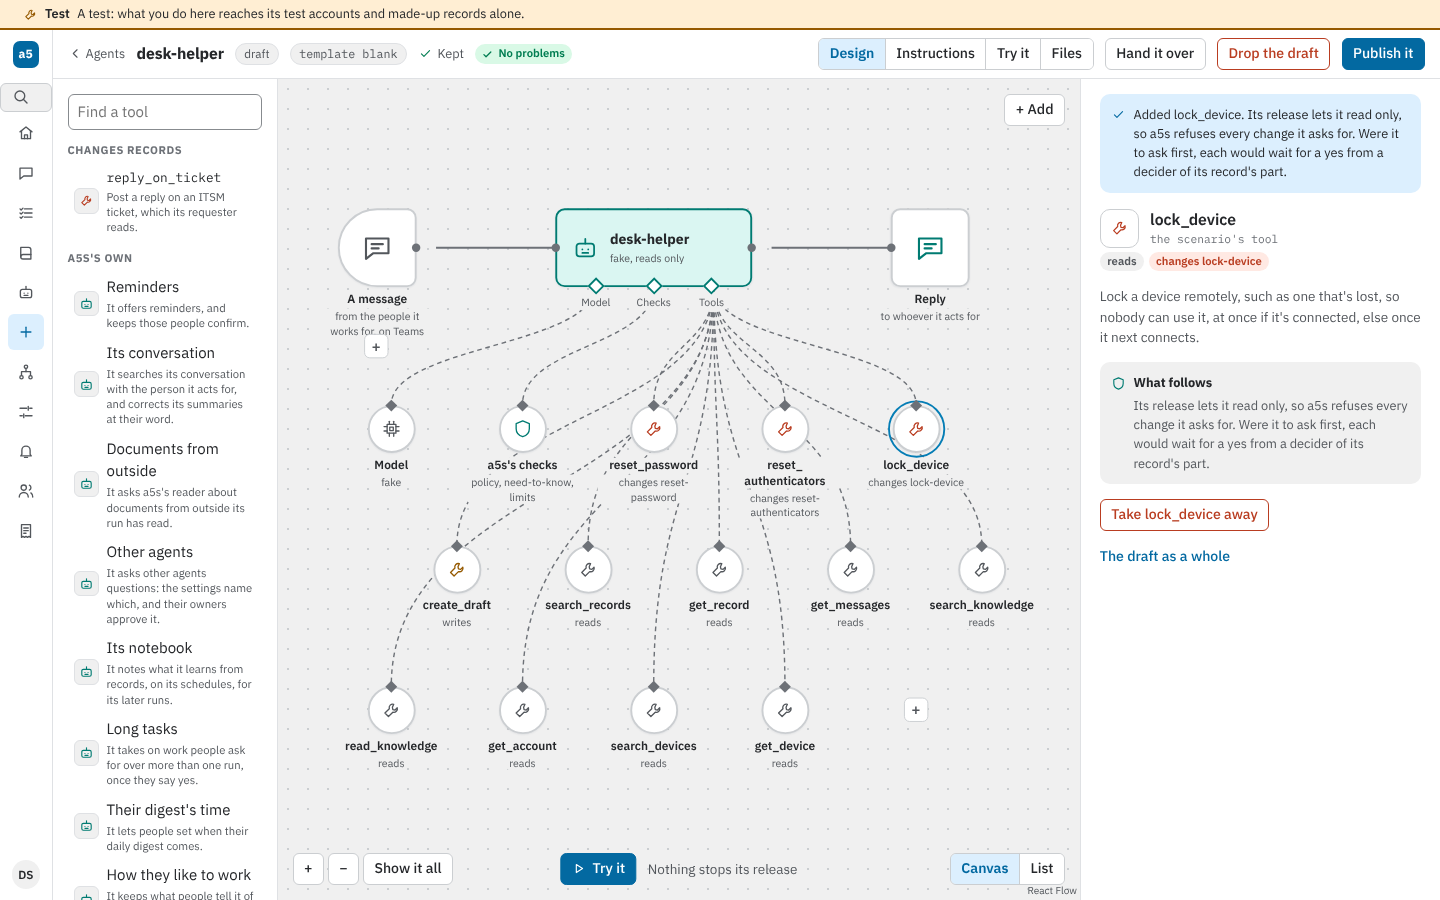 Test A test: what you do here reaches its test accounts and made-up records alone.
a5
Agents desk-helper draft template blank Kept No problems
Design Instructions Try it Files Hand it over Drop the draft Publish it
Find a tool
CHANGES RECORDS
reply_on_ticket
Post a reply on an ITSM
ticket, which its requester
reads.
A5S'S OWN
Reminders
It offers reminders, and
keeps those people confirm.
Its conversation
It searches its conversation
with the person it acts for,
and corrects its summaries
at their word.
Documents from
outside
It asks a5s's reader about
documents from outside its
run has read.
Other agents
It asks other agents
questions: the settings name
which, and their owners
approve it.
Its notebook
It notes what it learns from
records, on its schedules, for
its later runs.
Long tasks
It takes on work people ask
for over more than one run,
once they say yes.
Their digest's time
It lets people set when their
daily digest comes.
How they like to work
It keeps what people tell it of
DS
+ Add
desk-helper
fake, reads only
Model Checks Tools
A message
from the people it
works for, on Teams
+
Reply
to whoever it acts for
Model
fake
a5s's checks
policy, need-to-know,
limits
reset_password
changes reset-
password
reset_
authenticators
changes reset-
authenticators
lock_device
changes lock-device
create_draft
writes
search_records
reads
get_record
reads
get_messages
reads
search_knowledge
reads
read_knowledge
reads
get_account
reads
search_devices
reads
get_device
reads
+
+ − Show it all
Try it Nothing stops its release
Canvas List
React Flow
Added lock_device. Its release lets it read only,
so a5s refuses every change it asks for. Were it
to ask first, each would wait for a yes from a
decider of its record's part.
lock_device
the scenario's tool
reads changes lock-device
Lock a device remotely, such as one that's lost, so
nobody can use it, at once if it's connected, else once
it next connects.
What follows
Its release lets it read only, so a5s refuses every
change it asks for. Were it to ask first, each
would wait for a yes from a decider of its
record's part.
Take lock_device away
The draft as a whole